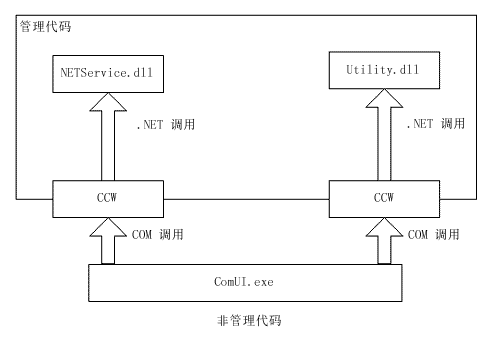 管理代码
NETService.dll
Utility.dll
.NET 调用
.NET 调用
CCW
CCW
COM 调用
COM 调用
ComUI.exe
非管理代码